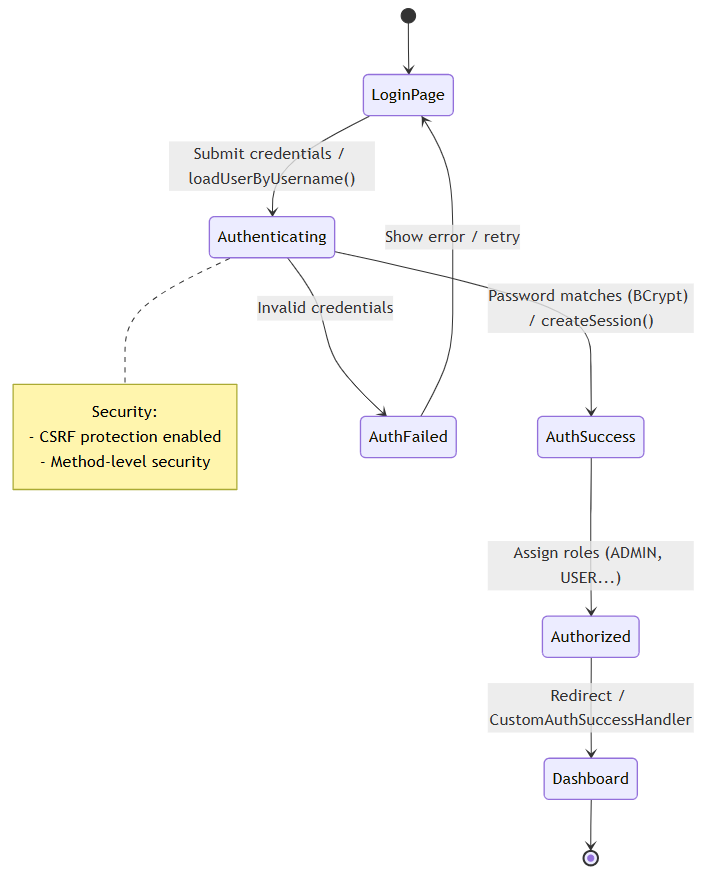 LoginPage
Submit credentials /
loadUserByUsername()
Authenticating
Show error / retry
Invalid credentials
Password matches (BCrypt)
/ createSession()
Security:
- CSRF protection enabled
- Method-level security
AuthFailed
AuthSuccess
Assign roles (ADMIN,
USER...)
Authorized
Redirect /
CustomAuthSuccessHandler
Dashboard